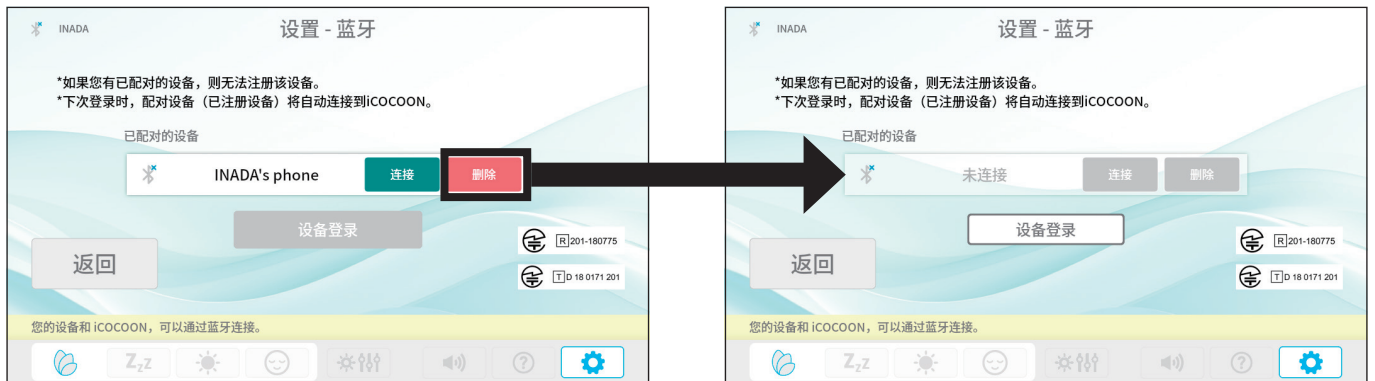 INADA
设置 - 蓝牙
*如果您有已配对的设备，则无法注册该设备。
*下次登录时，配对设备（已注册设备）将自动连接到iCOCOON。
已配对的设备
INADA's phone
连接
删除
设备登录
返回
R 201-180775
T D 18 0171 201
您的设备和 iCOCOON，可以通过蓝牙连接。
ZzZ
?
INADA
设置 - 蓝牙
*如果您有已配对的设备，则无法注册该设备。
*下次登录时，配对设备（已注册设备）将自动连接到iCOCOON。
已配对的设备
未连接
连接
删除
设备登录
返回
R 201-180775
T D 18 0171 201
您的设备和 iCOCOON，可以通过蓝牙连接。
ZzZ
?